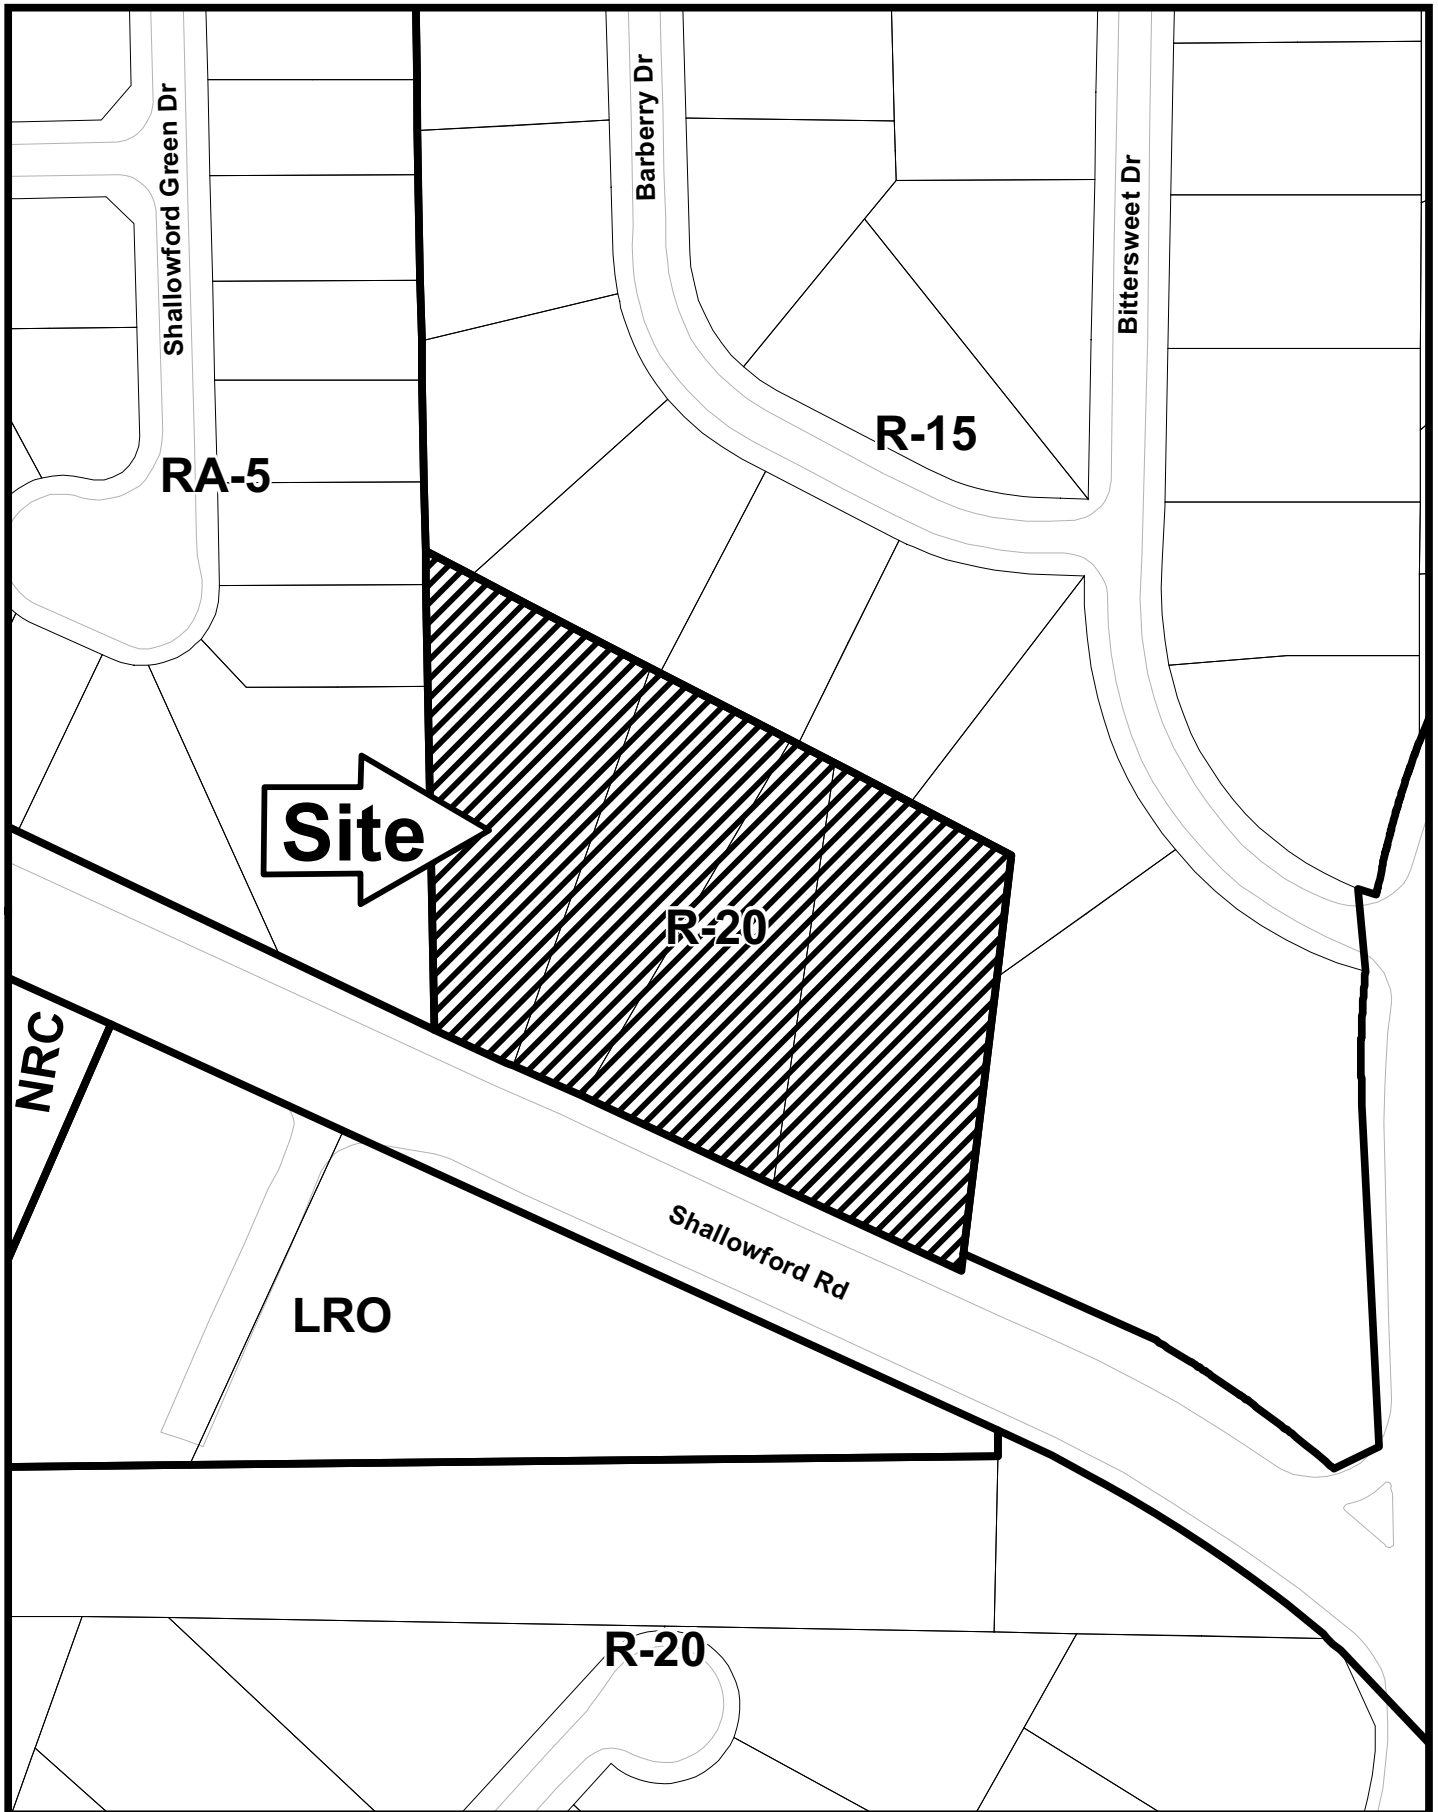 Shallowford Green Dr
Barberry Dr
Bittersweet Dr
R-15
RA-5
Site
R-20
NRC
Shallowford Rd
LRO
R-20